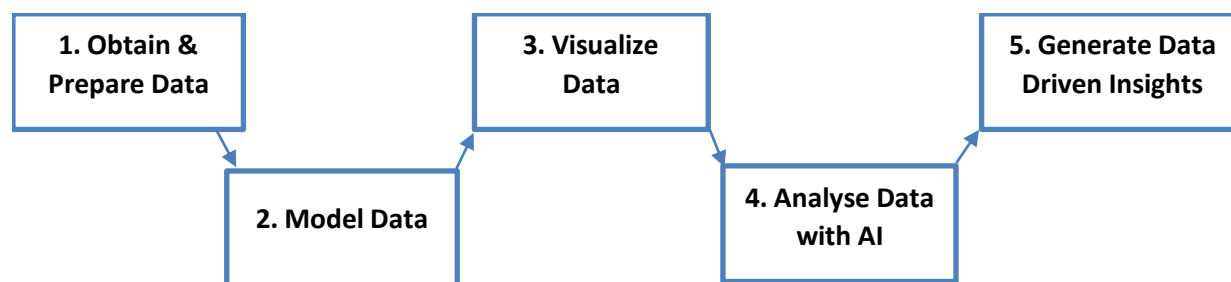 1. Obtain &
Prepare Data
2. Model Data
3. Visualize
Data
4. Analyse Data
with AI
5. Generate Data
Driven Insights